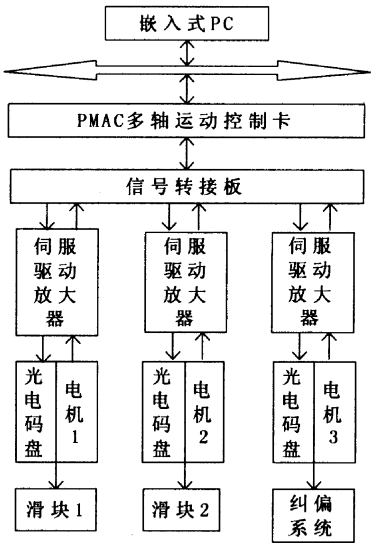 嵌入式PC
PMAC多轴运动控制卡
信号转接板
伺服
驱动
放大
器
伺服
驱动
放大
器
伺服
驱动
放大
器
光电码盘
电机1
光电码盘
电机2
光电码盘
电机3
滑块1
滑块2
纠偏
系统